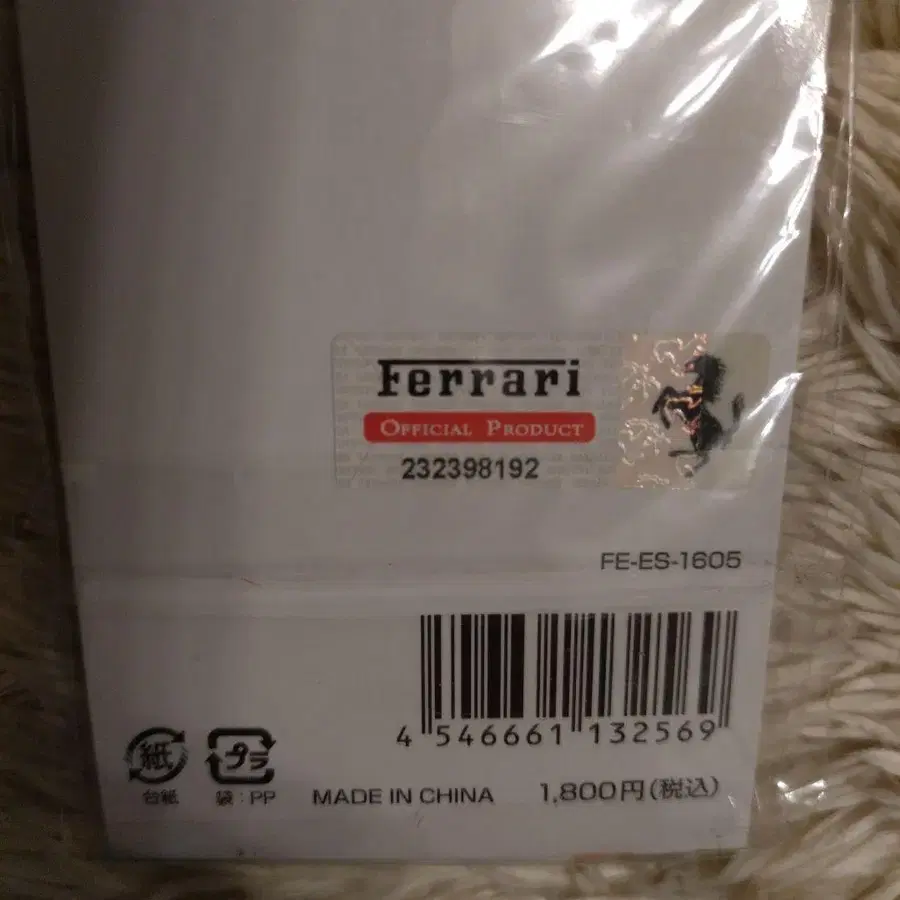 Ferrari
OFFICIAL PRODUCT
232398192
FE-ES-1605
4 546661 132569
紙 プラ
台紙 袋:PP MADE IN CHINA 1,800円(税込)